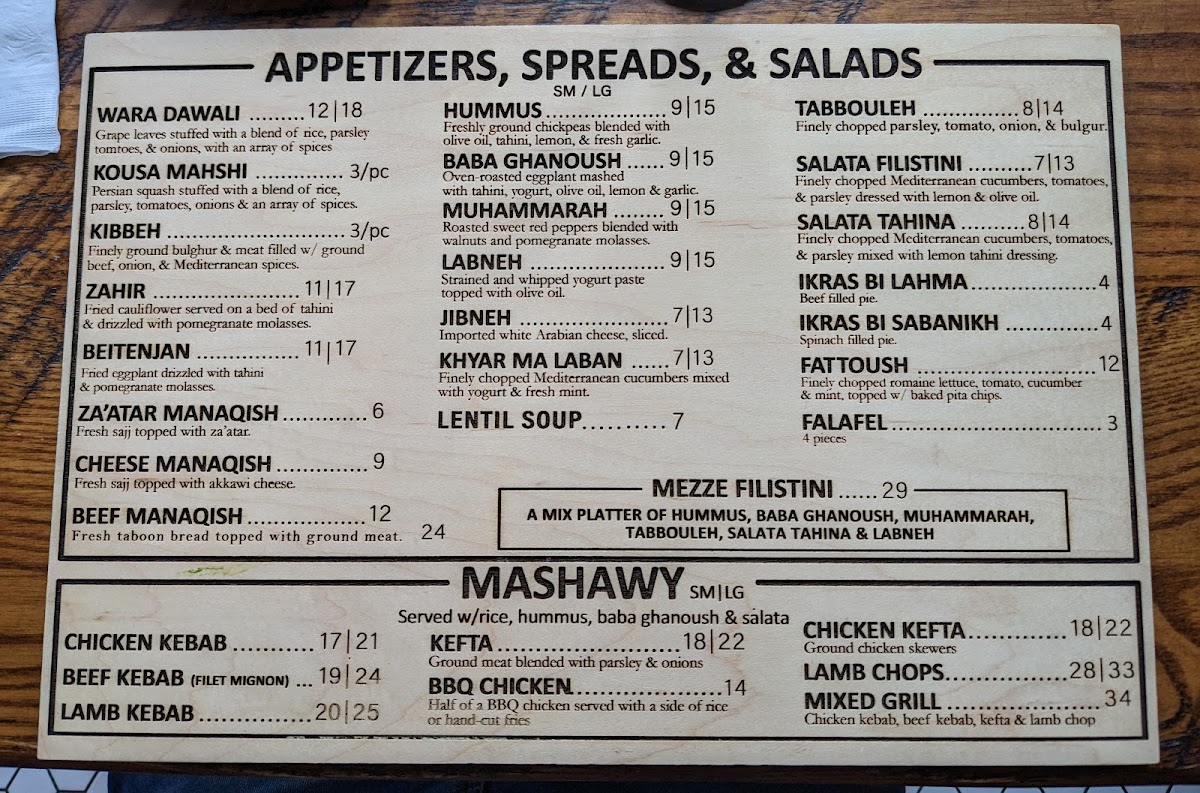 APPETIZERS, SPREADS, & SALADS
SM / LG
WARA DAWALI ......... 12|18
Grape leaves stuffed with a blend of rice, parsley
tomtoes, & onions, with an array of spices
KOUSA MAHSHI .............. 3/pc
Persian squash stuffed with a blend of rice,
parsley, tomatoes, onions & an array of spices.
KIBBEH ............................ 3/pc
Finely ground bulghur & meat filled w/ ground
beef, onion, & Mediterranean spices.
ZAHIR ....................... 11|17
Fried cauliflower served on a bed of tahini
& drizzled with pomegranate molasses.
BEITENJAN ................ 11|17
Fried eggplant drizzled with tahini
& pomegranate molasses.
ZA'ATAR MANAQISH............. 6
Fresh sajj topped with za'atar.
CHEESE MANAQISH .............. 9
Fresh sajj topped with akkawi cheese.
BEEF MANAQISH .................. 12
Fresh taboon bread topped with ground meat. 24
HUMMUS ..................... 9|15
Freshly ground chickpeas blended with
olive oil, tahini, lemon, & fresh garlic.
BABA GHANOUSH ...... 9|15
Oven-roasted eggplant mashed
with tahini, yogurt, olive oil, lemon & garlic.
MUHAMMARAH ........ 9|15
Roasted sweet red peppers blended with
walnuts and pomegranate molasses.
LABNEH ...................... 9|15
Strained and whipped yogurt paste
topped with olive oil.
JIBNEH ........................ 7|13
Imported white Arabian cheese, sliced.
KHYAR MA LABAN ...... 7|13
Finely chopped Mediterranean cucumbers mixed
with yogurt & fresh mint.
LENTIL SOUP.......... 7
TABBOULEH ................ 8|14
Finely chopped parsley, tomato, onion, & bulgur.
SALATA FILISTINI ............ 7|13
Finely chopped Mediterranean cucumbers, tomatoes,
& parsley dressed with lemon & olive oil.
SALATA TAHINA .......... 8|14
Finely chopped Mediterranean cucumbers, tomatoes,
& parsley mixed with lemon tahini dressing.
IKRAS BI LAHMA.................... 4
Beef filled pie.
IKRAS BI SABANIKH ............... 4
Spinach filled pie.
FATTOUSH ............................. 12
Finely chopped romaine lettuce, tomato, cucumber
& mint, topped w/ baked pita chips.
FALAFEL ................................... 3
4 pieces
MEZZE FILISTINI ...... 29
A MIX PLATTER OF HUMMUS, BABA GHANOUSH, MUHAMMARAH,
TABBOULEH, SALATA TAHINA & LABNEH
MASHAWY SM|LG
Served w/rice, hummus, baba ghanoush & salata
CHICKEN KEBAB ............ 17|21
BEEF KEBAB (FILET MIGNON) ... 19|24
LAMB KEBAB ................ 20|25
KEFTA ............................. 18|22
Ground meat blended with parsley & onions
BBQ CHICKEN....................... 14
Half of a BBQ chicken served with a side of rice
or hand-cut fries
CHICKEN KEFTA.............. 18|22
Ground chicken skewers
LAMB CHOPS................... 28|33
MIXED GRILL ......................... 34
Chicken kebab, beef kebab, kefta & lamb chop